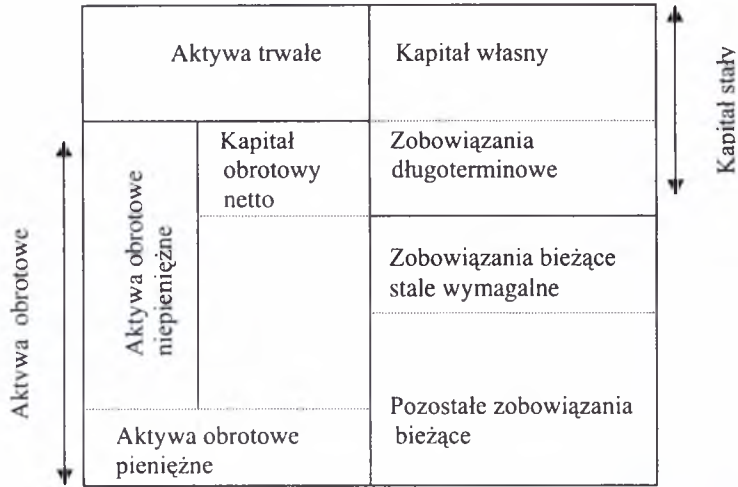 Aktywa trwałe
Kapitał własny
Kapitał stały
Kapitał
obrotowy
netto
Zobowiązania
długoterminowe
Aktywa obrotowe
Aktywa obrotowe
niepieniężne
Zobowiązania bieżące
stale wymagalne
Aktywa obrotowe
pieniężne
Pozostałe zobowiązania
bieżące